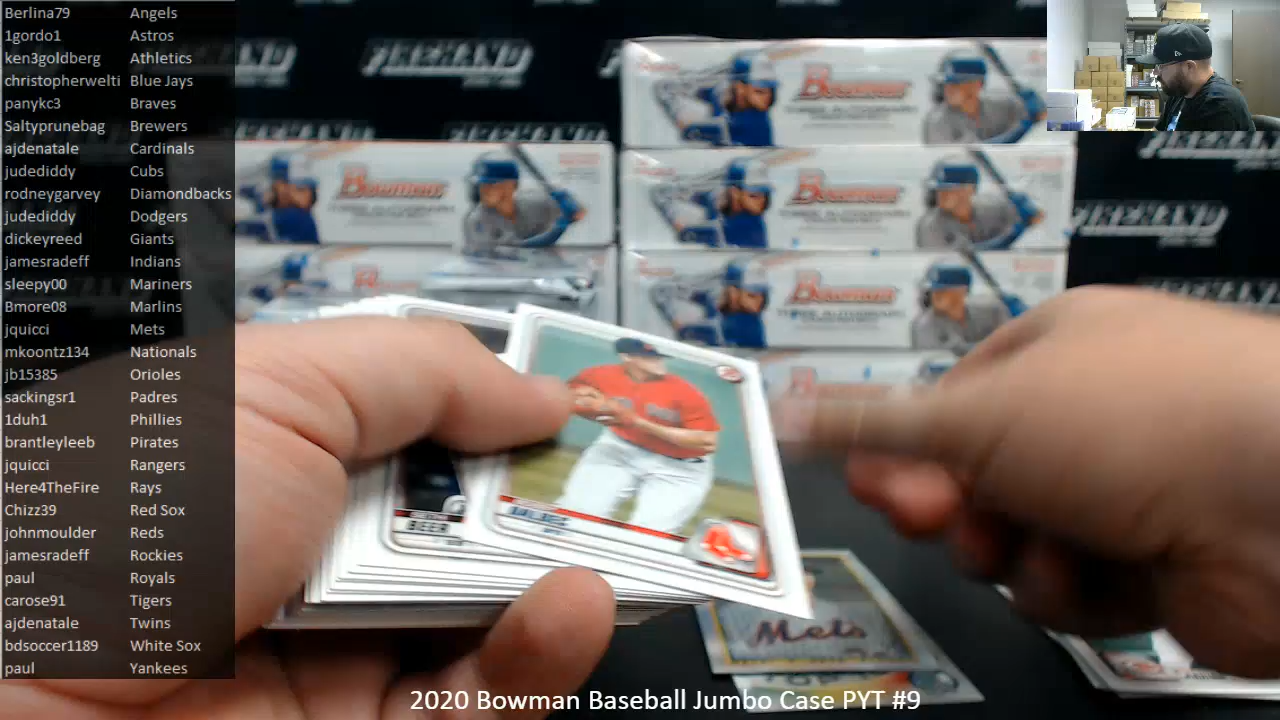 Berlina79 Angels
1gordo1 Astros
ken3goldberg Athletics
christopherwelti Blue Jays
panykc3 Braves
Saltyprunebag Brewers
ajdenatale Cardinals
judediddy Cubs
rodneygarvey Diamondbacks
judediddy Dodgers
dickeyreed Giants
jamesradeff Indians
sleepy00 Mariners
Bmore08 Marlins
jquicci Mets
mkoontz134 Nationals
jb15385 Orioles
sackingsr1 Padres
1duh1 Phillies
brantleyleeb Pirates
jquicci Rangers
Here4TheFire Rays
Chizz39 Red Sox
johnmoulder Reds
jamesradeff Rockies
paul Royals
carose91 Tigers
ajdenatale Twins
bdsoccer1189 White Sox
paul Yankees
FIREHAND
FIREHAND
FIREHAND
Bowman
Bowman
Bowman
Bowman
Bowman
BEER
Mets
2020 Bowman Baseball Jumbo Case PYT #9